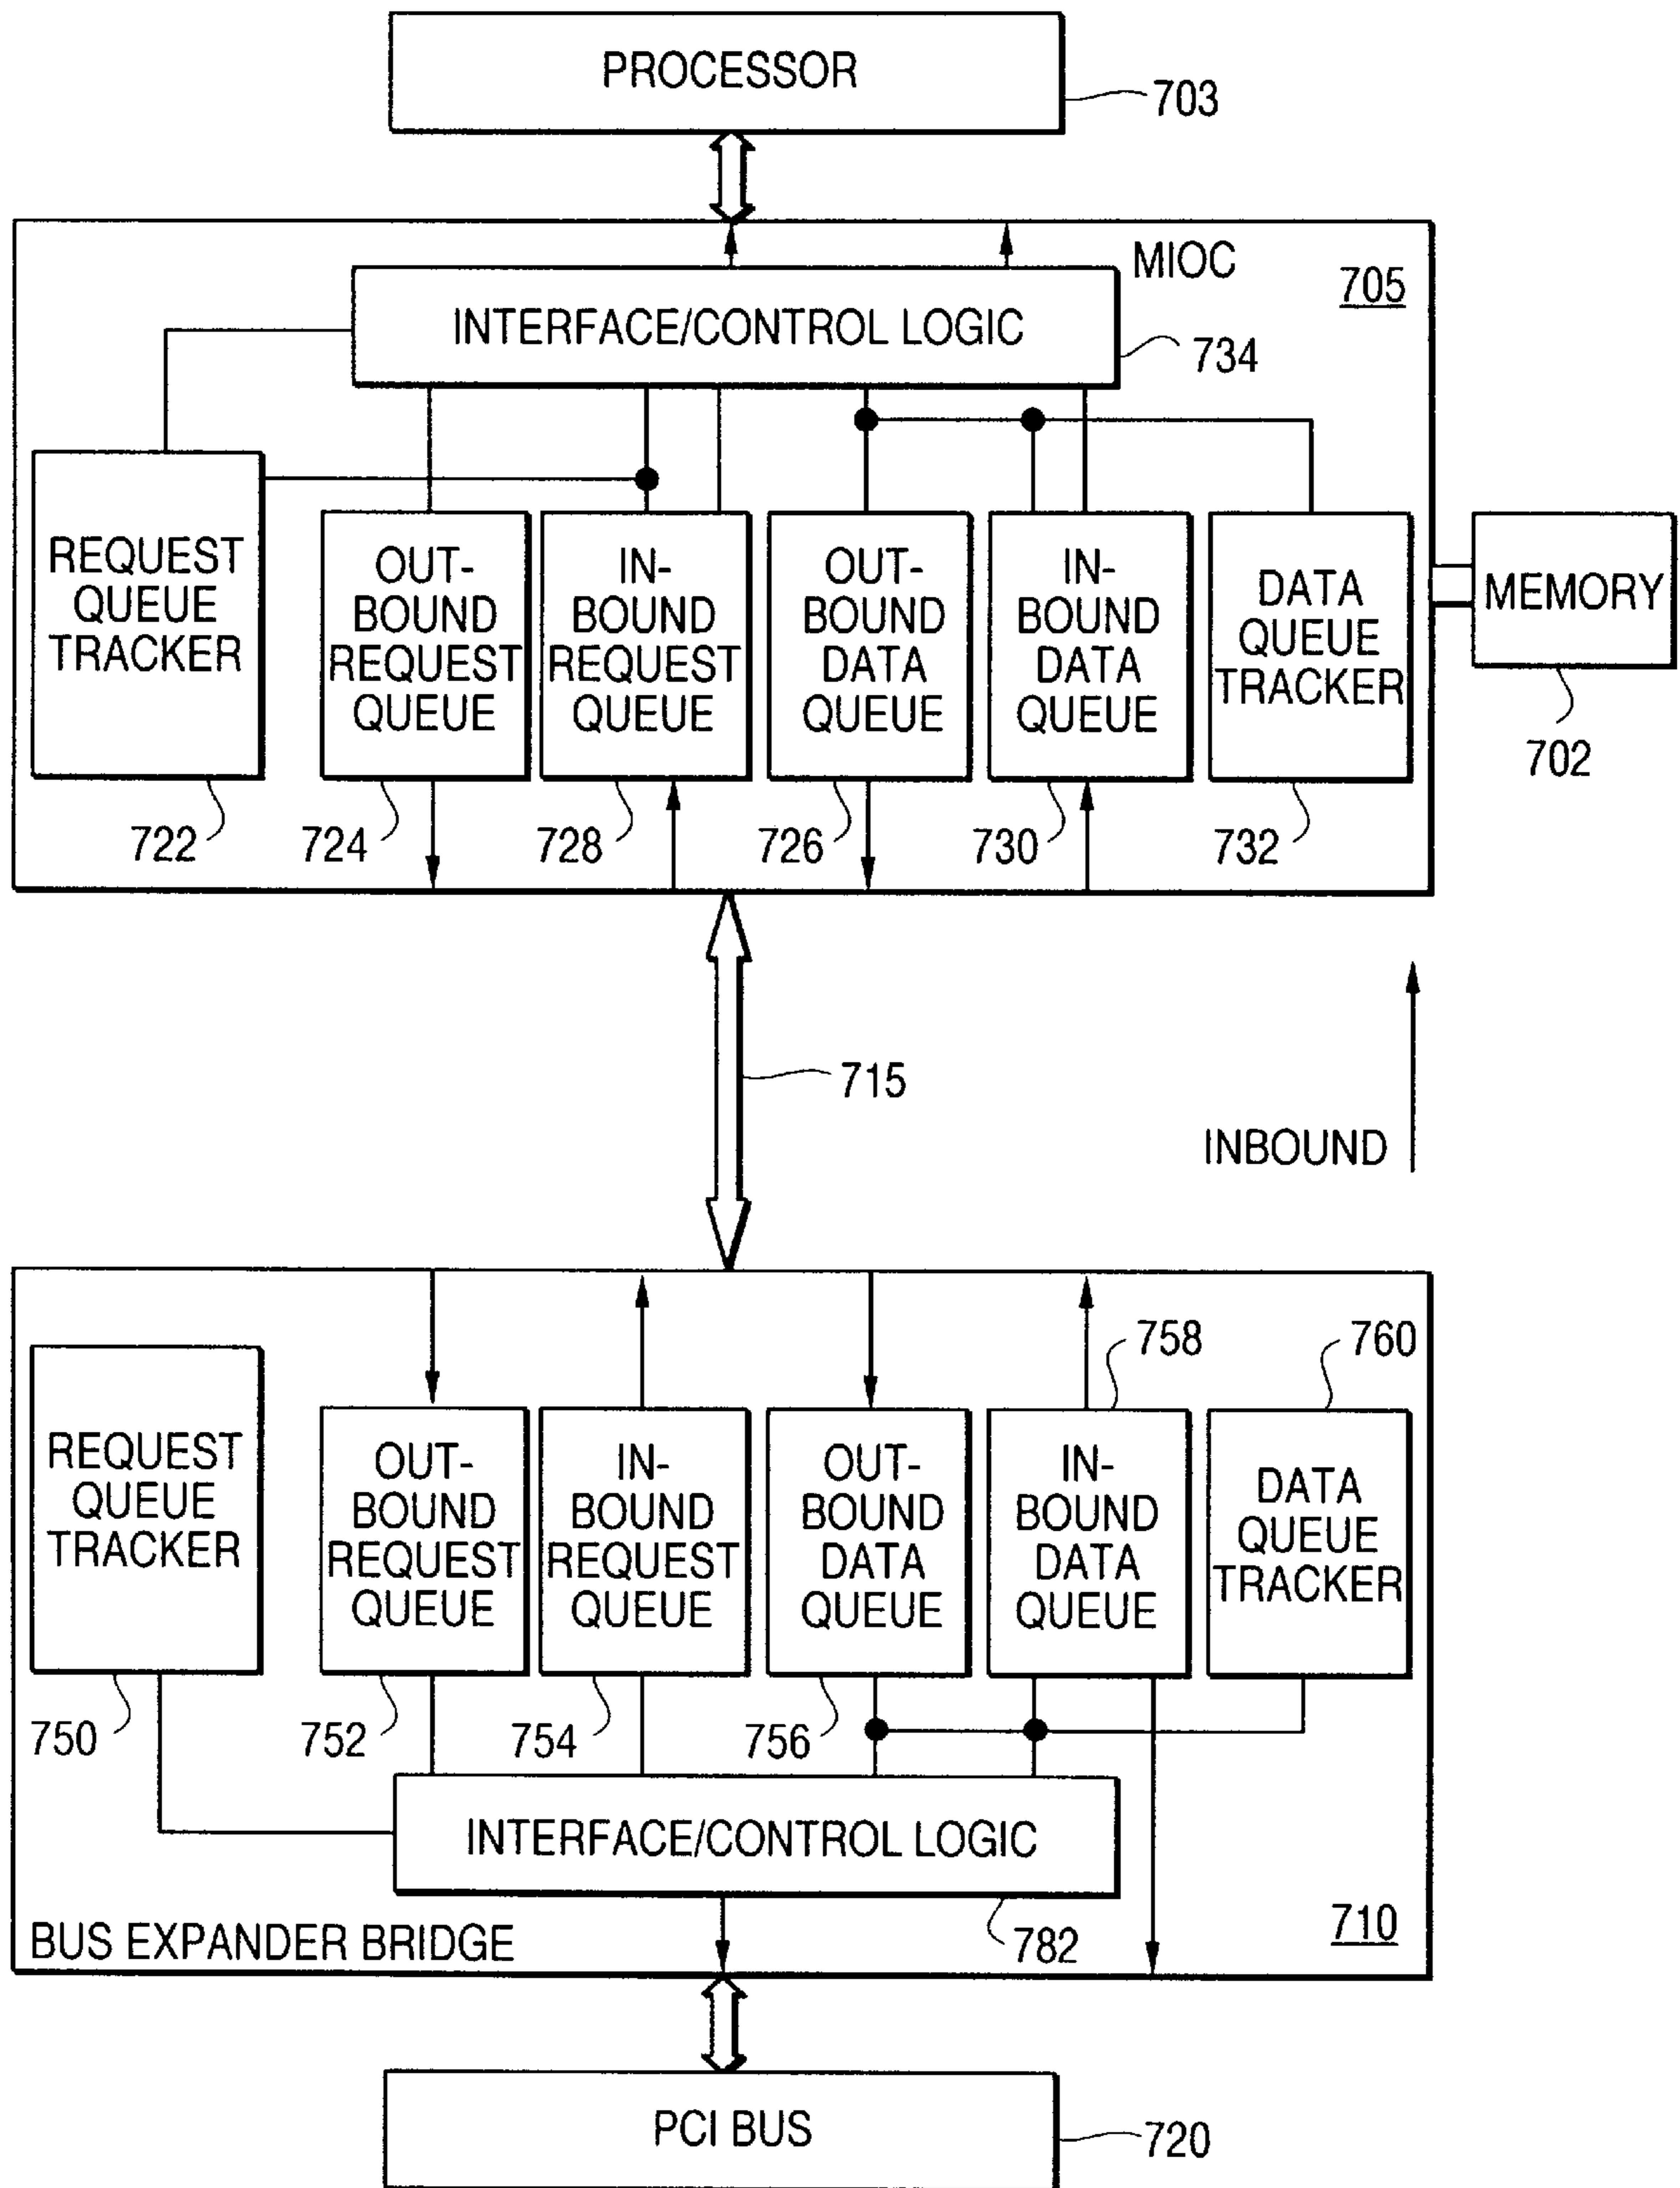 PROCESSOR
703
MIOC
705
INTERFACE/CONTROL LOGIC
734
REQUEST
QUEUE
TRACKER
OUT-
BOUND
REQUEST
QUEUE
IN-
BOUND
REQUEST
QUEUE
OUT-
BOUND
DATA
QUEUE
IN-
BOUND
DATA
QUEUE
DATA
QUEUE
TRACKER
MEMORY
702
722
724
728
726
730
732
715
INBOUND
758
760
REQUEST
QUEUE
TRACKER
OUT-
BOUND
REQUEST
QUEUE
IN-
BOUND
REQUEST
QUEUE
OUT-
BOUND
DATA
QUEUE
IN-
BOUND
DATA
QUEUE
DATA
QUEUE
TRACKER
750
752
754
756
INTERFACE/CONTROL LOGIC
782
BUS EXPANDER BRIDGE
710
PCI BUS
720